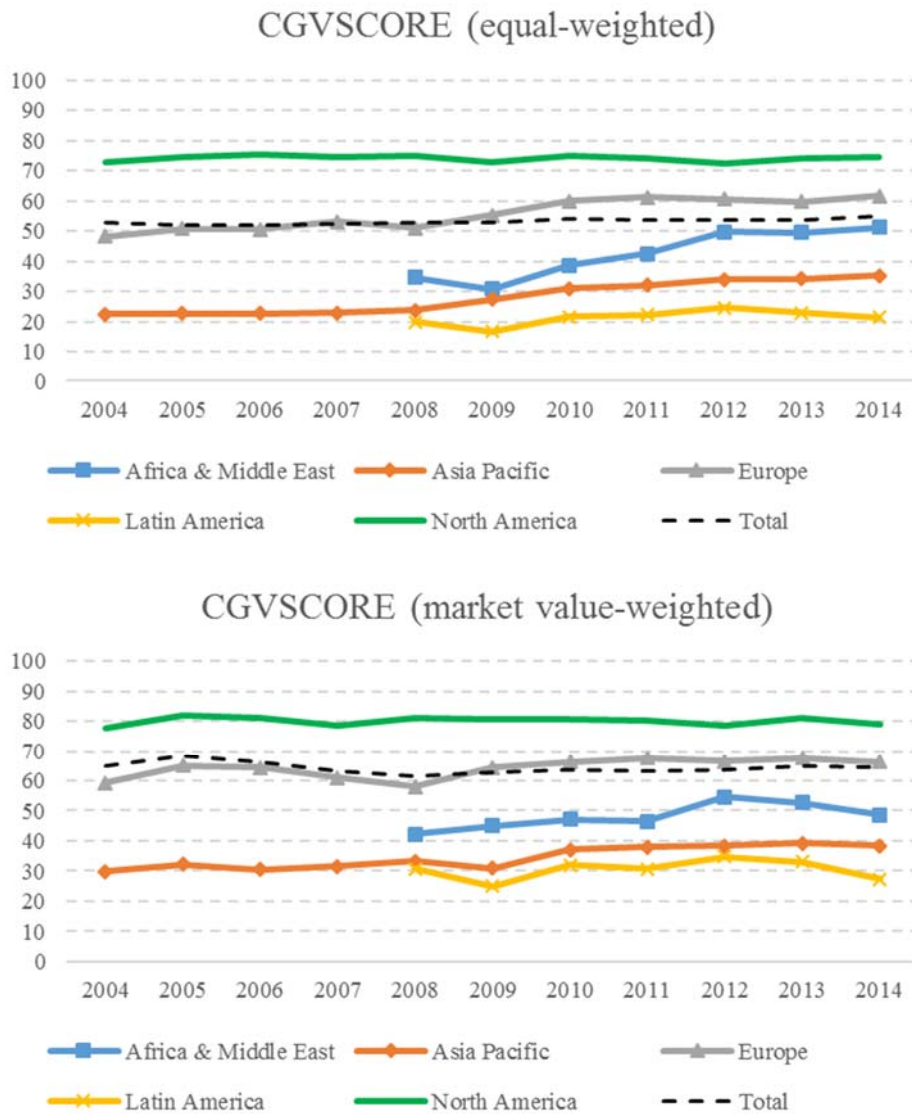 CGVSCORE (equal-weighted)
100
90
80
70
60
50
40
30
20
10
0
2004 2005 2006 2007 2008 2009 2010 2011 2012 2013 2014
Africa & Middle East Asia Pacific Europe
Latin America North America Total
CGVSCORE (market value-weighted)
100
90
80
70
60
50
40
30
20
10
0
2004 2005 2006 2007 2008 2009 2010 2011 2012 2013 2014
Africa & Middle East Asia Pacific Europe
Latin America North America Total